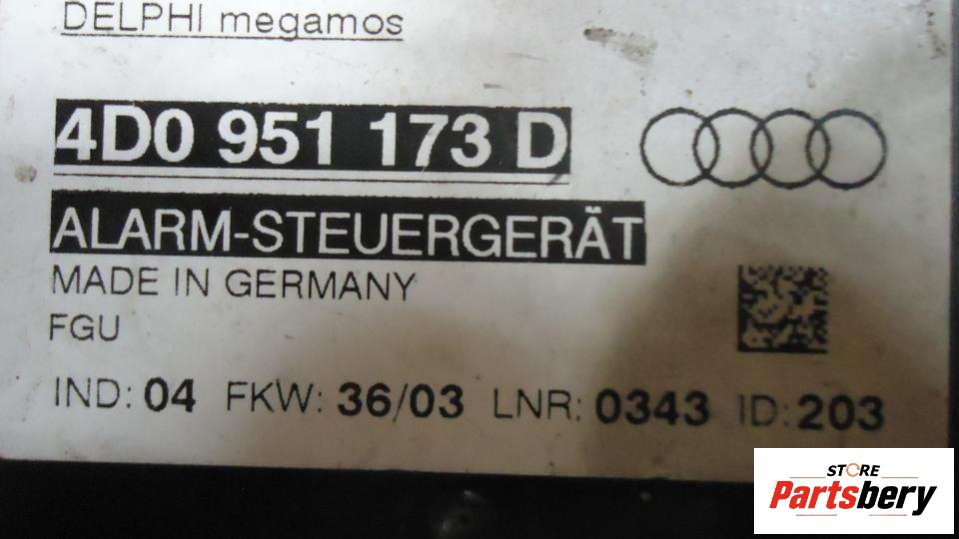 DELPHI megamos
4D0 951 173 D
ALARM-STEUERGERÄT
MADE IN GERMANY
FGU
IND: 04 FKW: 36/03 LNR: 0343 ID: 203
STORE
Partsbery